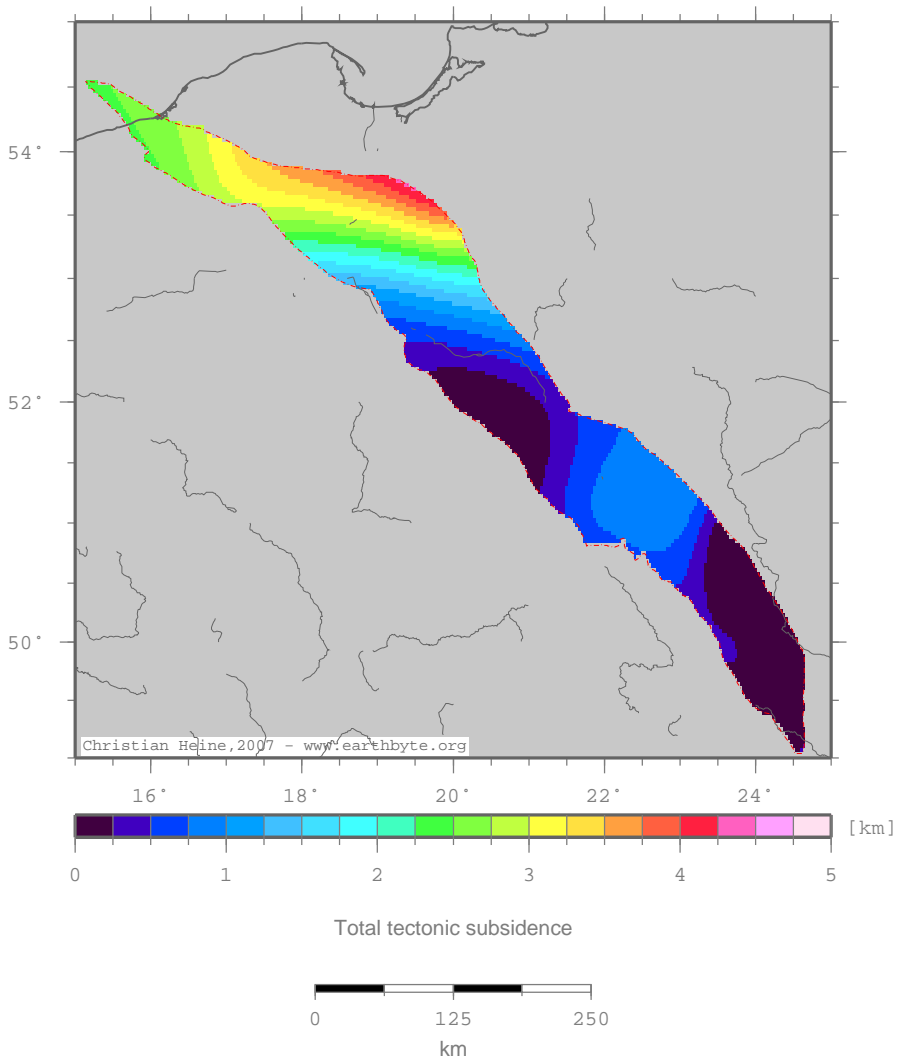 54°
52°
50°
Christian Heine,2007 - www.earthbyte.org
16° 18° 20° 22° 24°
[km]
0 1 2 3 4 5
Total tectonic subsidence
0 125 250
km